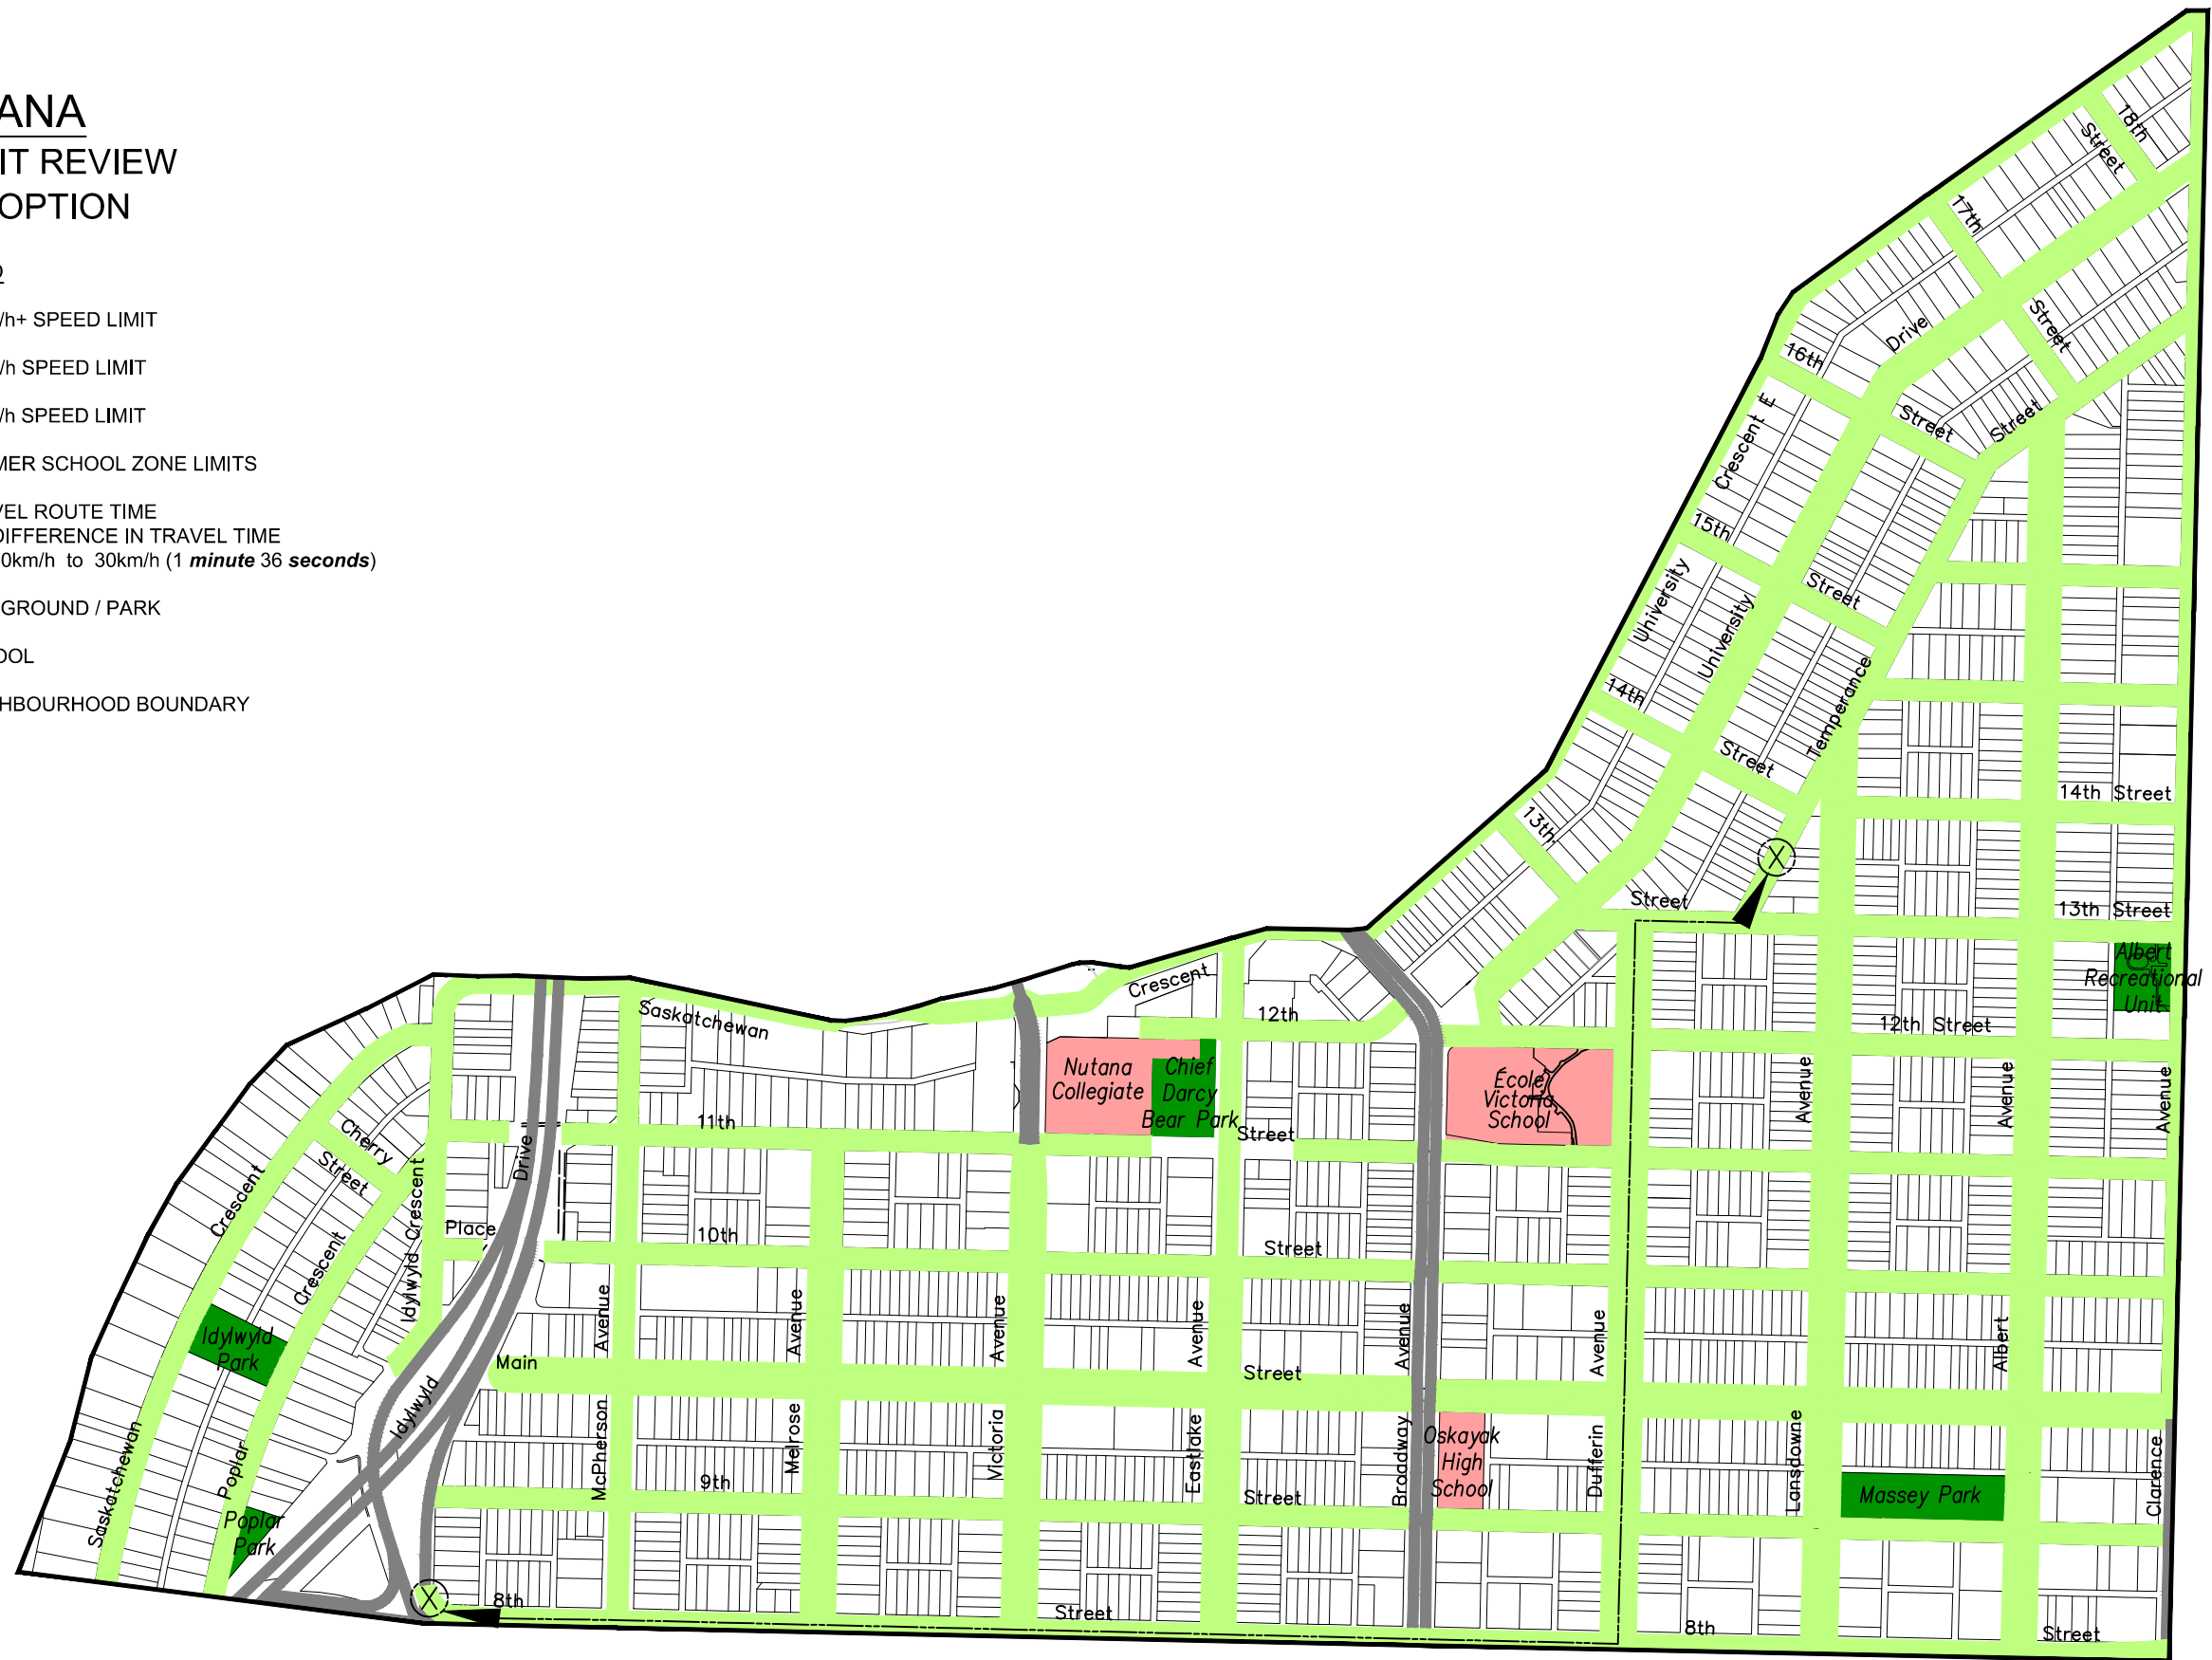 ANA
IT REVIEW
OPTION
/h+ SPEED LIMIT
/h SPEED LIMIT
/h SPEED LIMIT
MER SCHOOL ZONE LIMITS
VEL ROUTE TIME
DIFFERENCE IN TRAVEL TIME
0km/h to 30km/h (1 minute 36 seconds)
GROUND / PARK
OOL
HBOURHOOD BOUNDARY
18th
Street
17th
Street
Drive
16th
Street
Street
Crescent E
15th
Street
University
University
14th
Street
Temperance
14th Street
13th
Street
13th Street
Albert
Recreational
Unit
Crescent
Saskatchewan
12th
12th Street
Nutana
Collegiate
Chief
Darcy
Bear Park
École
Victoria
School
Avenue
Avenue
Avenue
11th
Street
Cherry
Street
Drive
Crescent
Idylwyld Crescent
Place
10th
Street
Crescent
Idylwyld
Park
Avenue
Avenue
Avenue
Avenue
Avenue
Avenue
Albert
Main
Street
Idylwyld
Saskatchewan
Poplar
McPherson
Melrose
Victoria
Eastlake
Broadway
Oskayak
High
School
Dufferin
Lansdowne
Massey Park
Clarence
9th
Street
Poplar
Park
X
X
8th
Street
8th
Street